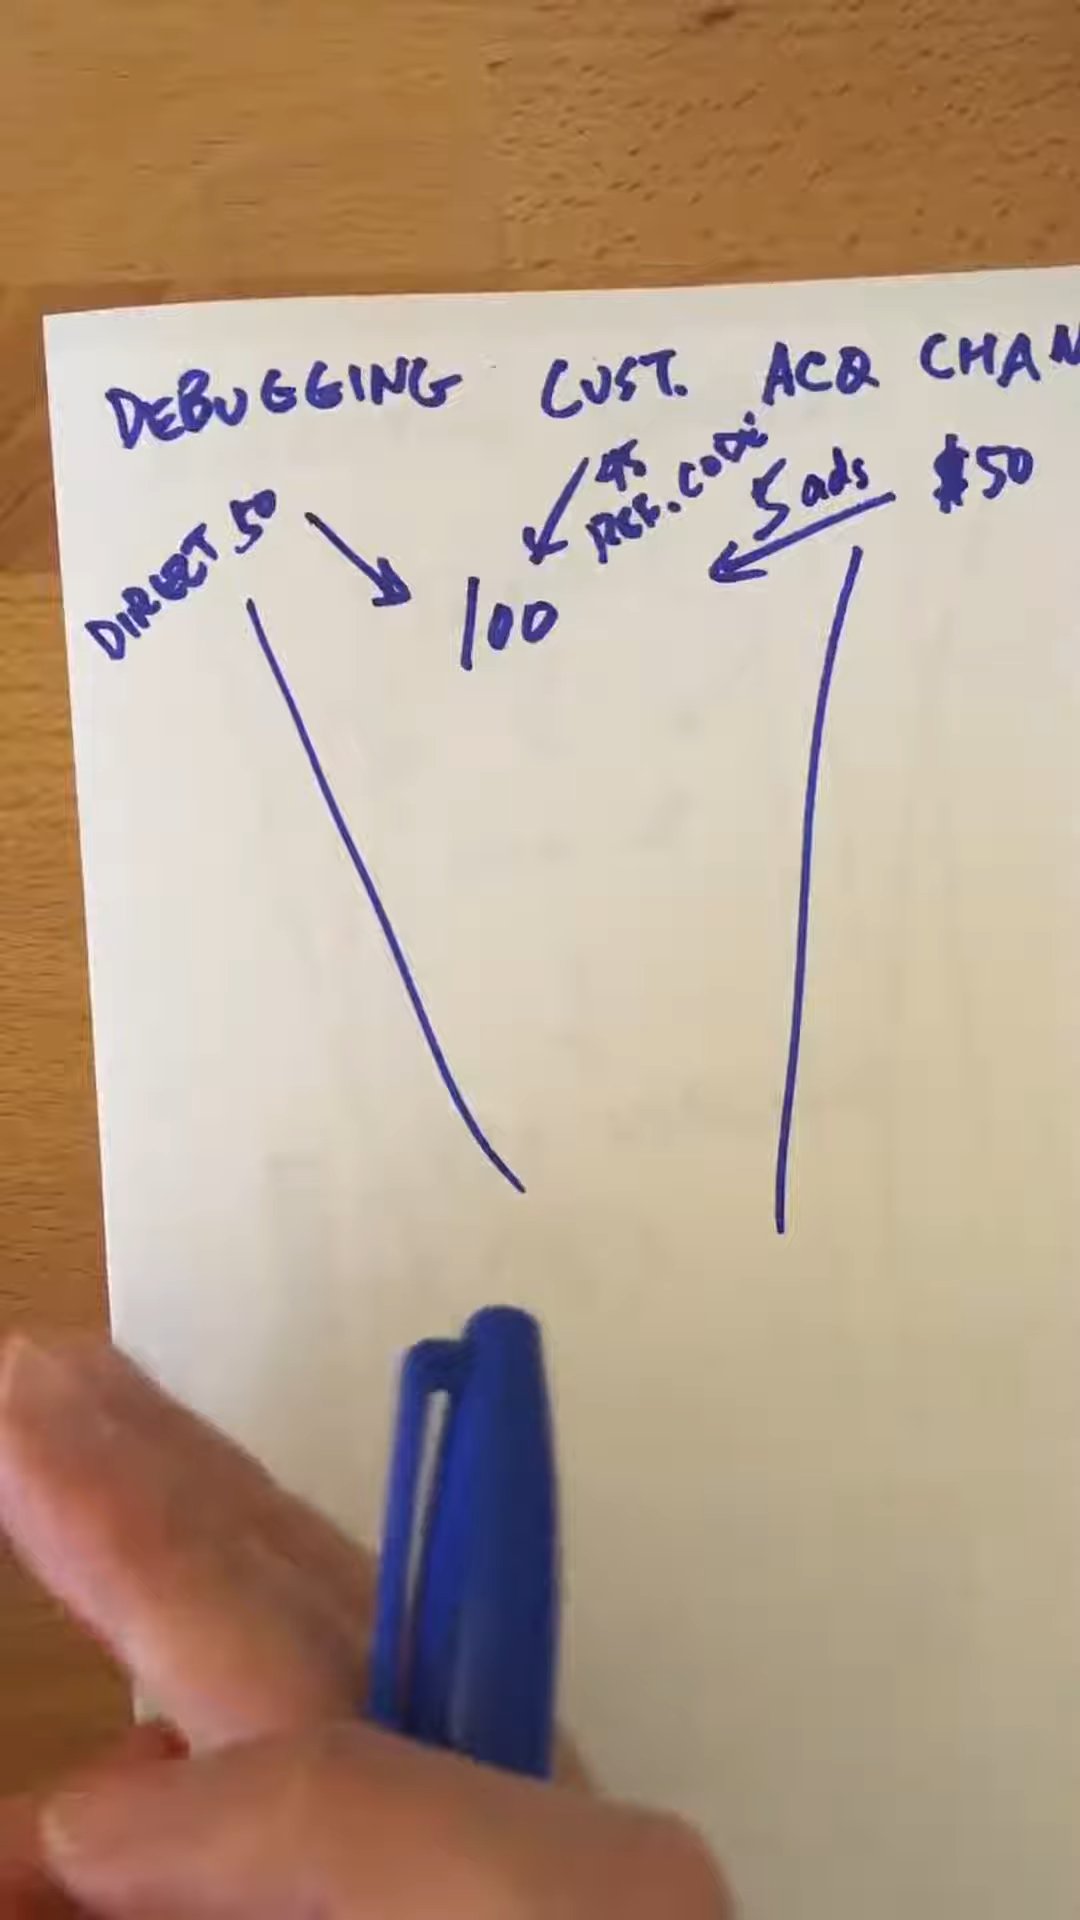 DEBUGGING CUST. ACQ CHAN
DIRECT 50
45
REF. CODE
5 ads
$50
100